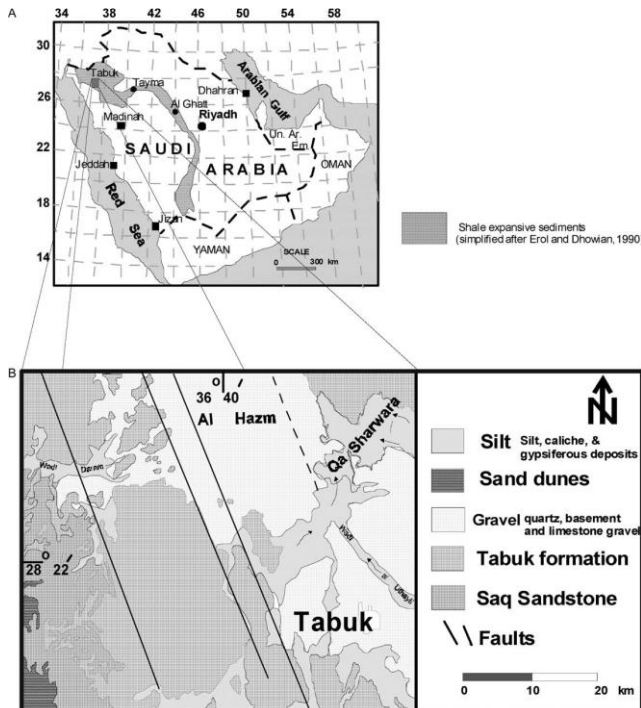 A
34 38 42 46 50 54 58
30
26
22
18
14
Tabuk
Tayma
Al Ghatt
Dhahran
Arabian Gulf
Madinah
Riyadh
Un. Ar.
Em.
SAUDI
ARABIA
OMAN
Jeddah
Red Sea
Jizan
YAMAN
SCALE
0 300 km
Shale expansive sediments
(simplified after Erol and Dhowian, 1990)
B
36 40
Al Hazm
Qa Sharwara
Wadi
28 22
Wadi
Tabuk
N
Silt Silt, caliche, &
gypsiferous deposits
Sand dunes
Gravel quartz, basement
and limestone gravel
Tabuk formation
Saq Sandstone
Faults
0 10 20
km